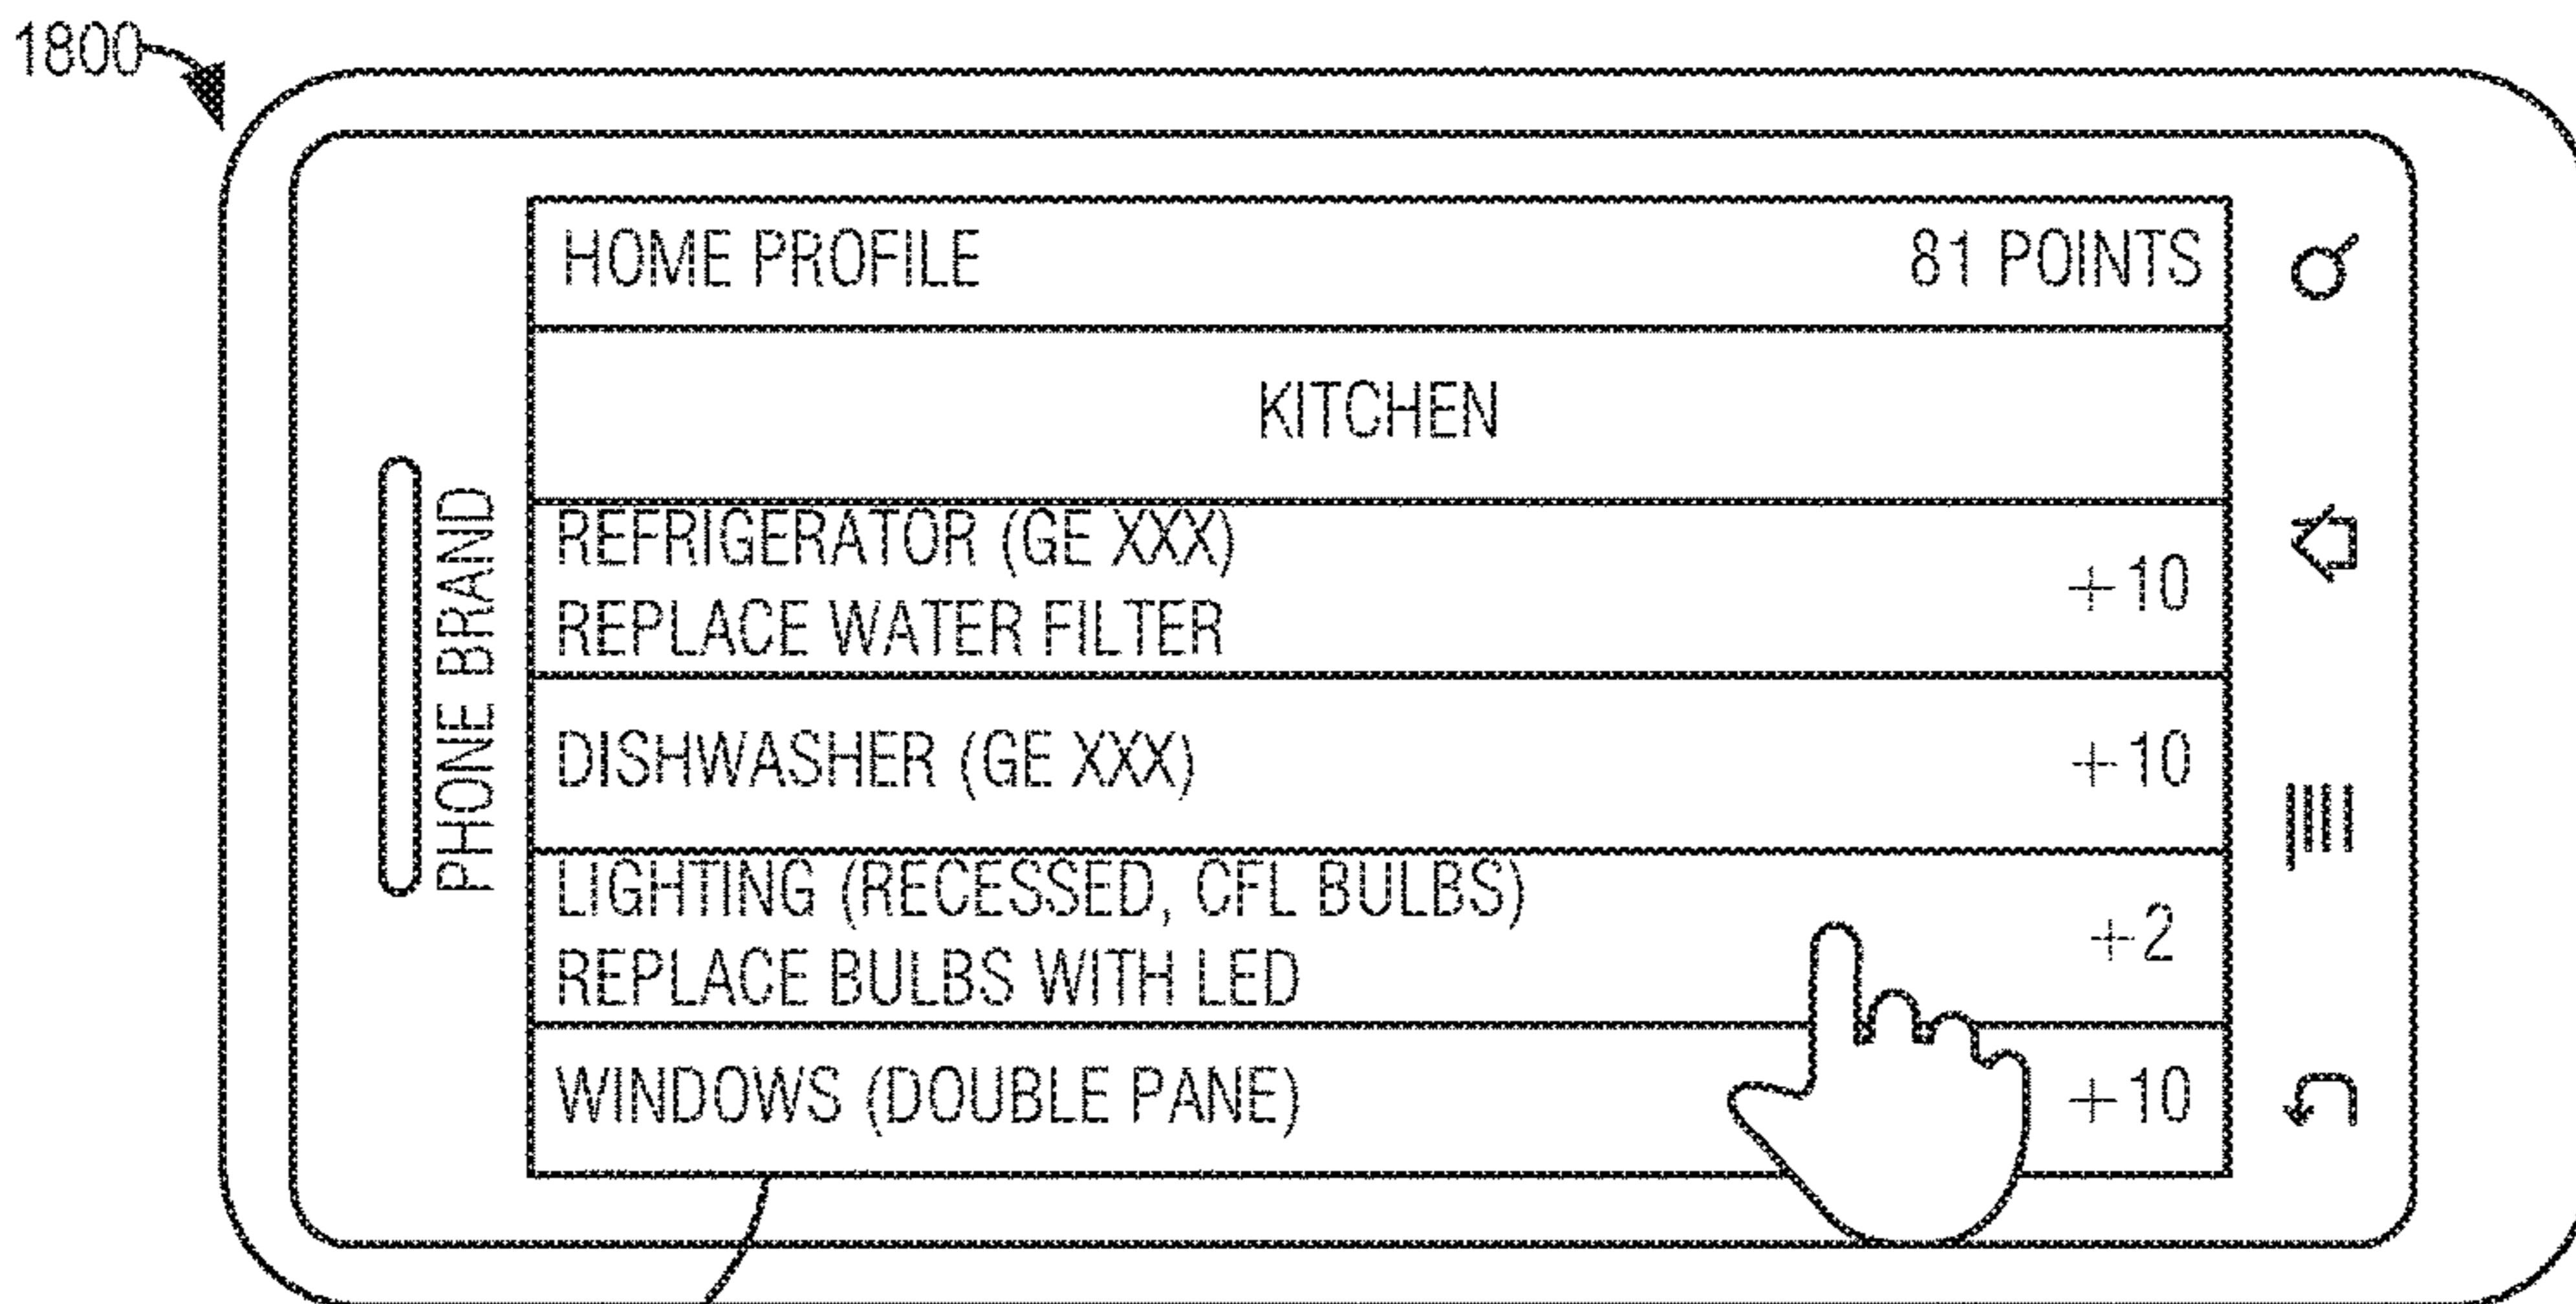 1800
PHONE BRAND
HOME PROFILE 81 POINTS
KITCHEN
REFRIGERATOR (GE XXX)
REPLACE WATER FILTER +10
DISHWASHER (GE XXX) +10
LIGHTING (RECESSED, CFL BULBS)
REPLACE BULBS WITH LED +2
WINDOWS (DOUBLE PANE) +10